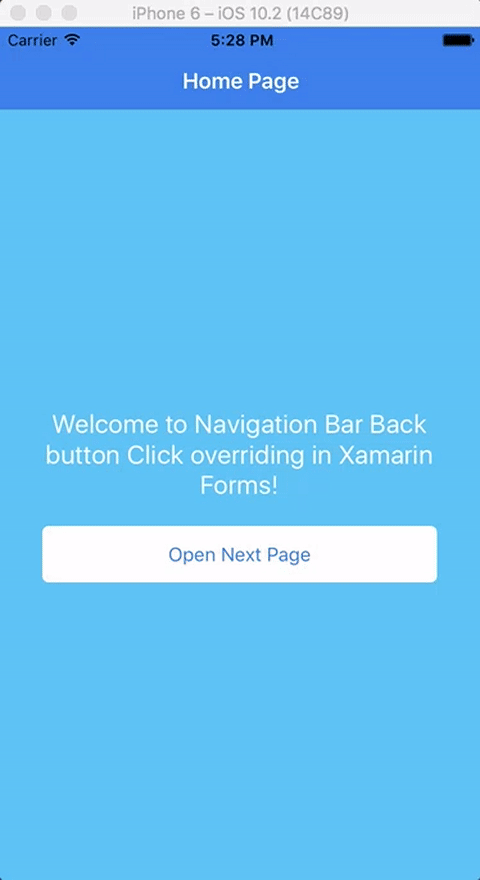 iPhone 6 – iOS 10.2 (14C89)
Carrier 5:28 PM
Home Page
Welcome to Navigation Bar Back
button Click overriding in Xamarin
Forms!
Open Next Page